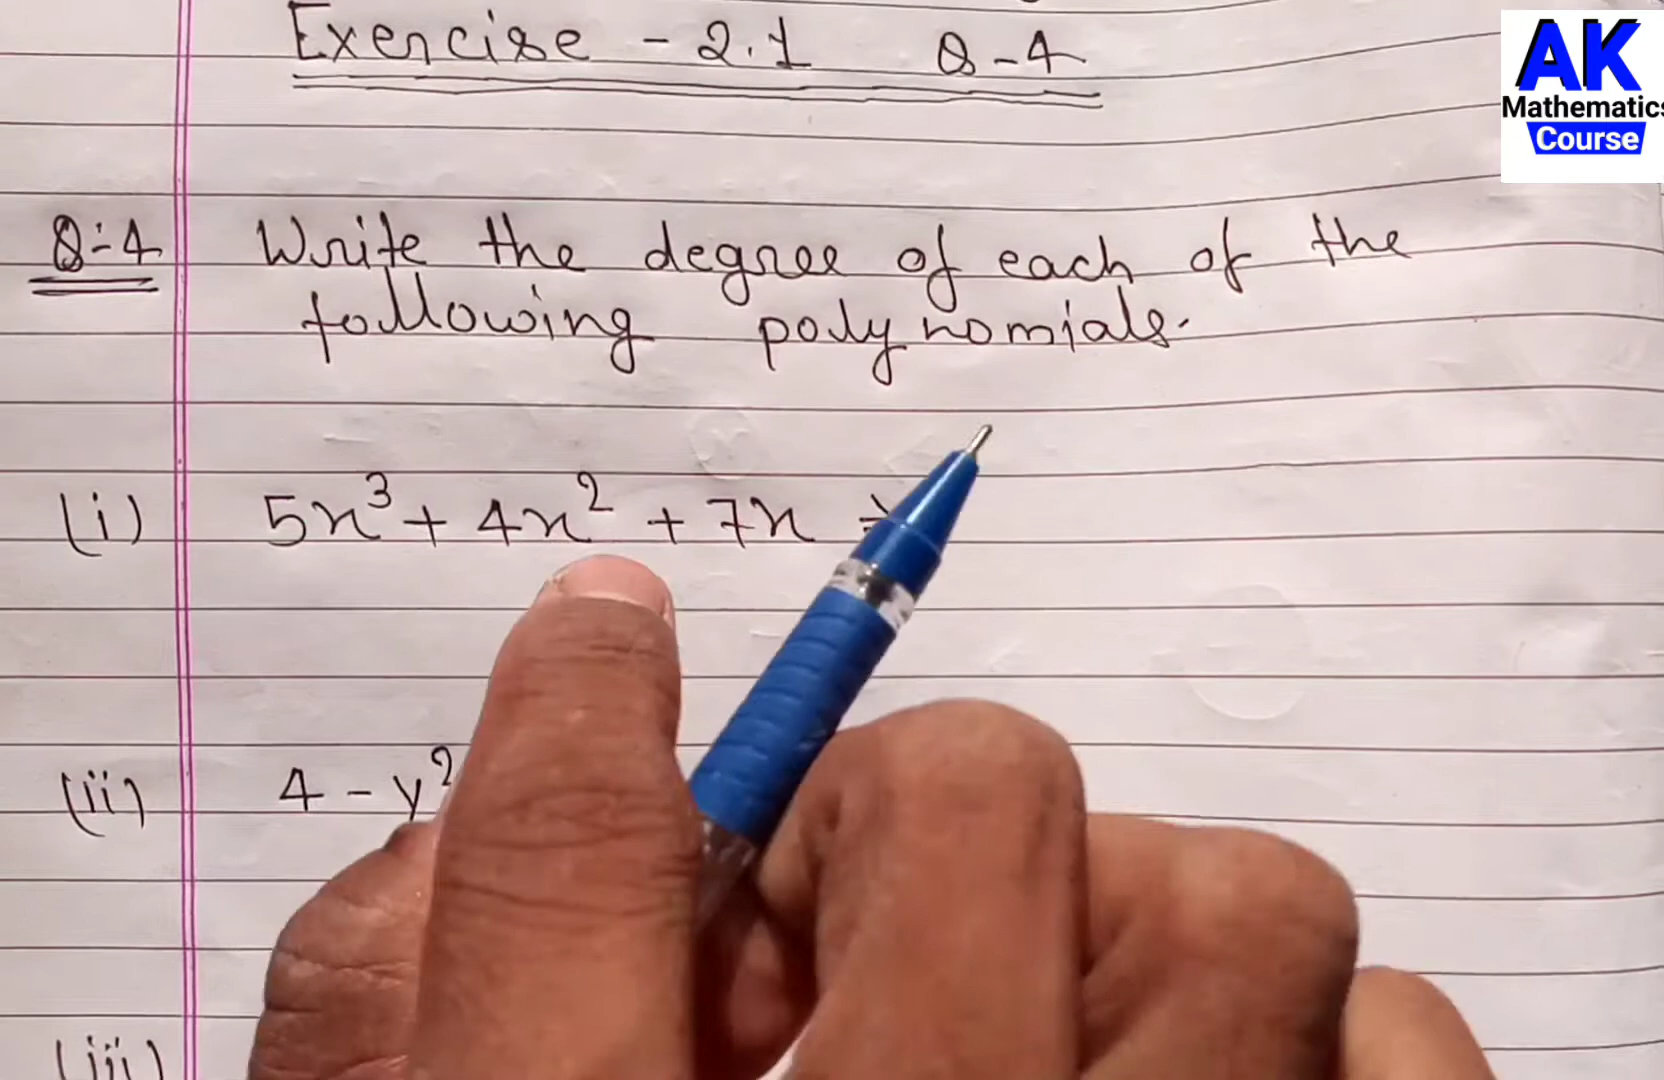 Exercise - 2.1 Q-4
AK
Mathematics
Course
Q:-4 Write the degree of each of the
following polynomials.
(i) 5x³ + 4x² + 7x
(ii) 4 - y²
(iii)